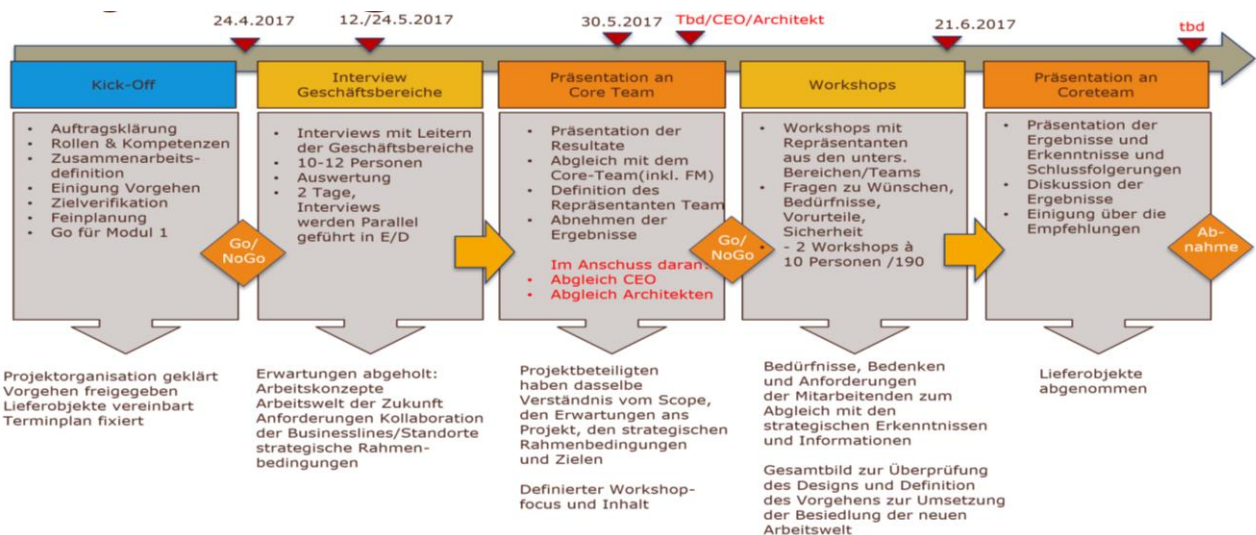 24.4.2017
12./24.5.2017
30.5.2017
Tbd/CEO/Architekt
21.6.2017
tbd
Kick-Off
• Auftragsklärung
• Rollen & Kompetenzen
• Zusammenarbeits-
definition
• Einigung Vorgehen
• Zielverifikation
• Feinplanung
• Go für Modul 1
Go/
NoGo
Projektorganisation geklärt
Vorgehen freigegeben
Lieferobjekte vereinbart
Terminplan fixiert
Interview
Geschäftsbereiche
• Interviews mit Leitern
der Geschäftsbereiche
• 10-12 Personen
• Auswertung
• 2 Tage,
Interviews
werden Parallel
geführt in E/D
Erwartungen abgeholt:
Arbeitskonzepte
Arbeitswelt der Zukunft
Anforderungen Kollaboration
der Businesslines/Standorte
strategische Rahmen-
bedingungen
Präsentation an
Core Team
• Präsentation der
Resultate
• Abgleich mit dem
Core-Team(inkl. FM)
• Definition des
Repräsentanten Team
• Abnehmen der
Ergebnisse
Im Anschuss daran:
• Abgleich CEO
• Abgleich Architekten
Go/
NoGo
Projektbeteiligten
haben dasselbe
Verständnis vom Scope,
den Erwartungen ans
Projekt, den strategischen
Rahmenbedingungen
und Zielen
Definierter Workshop-
focus und Inhalt
Workshops
• Workshops mit
Repräsentanten
aus den unters.
Bereichen/Teams
• Fragen zu Wünschen,
Bedürfnisse,
Vorurteile,
Sicherheit
• - 2 Workshops à
10 Personen /190
Bedürfnisse, Bedenken
und Anforderungen
der Mitarbeitenden zum
Abgleich mit den
strategischen Erkenntnissen
und Informationen
Gesamtbild zur Überprüfung
des Designs und Definition
des Vorgehens zur Umsetzung
der Besiedlung der neuen
Arbeitswelt
Präsentation an
Coreteam
• Präsentation der
Ergebnisse und
Erkenntnisse und
Schlussfolgerungen
• Diskussion der
Ergebnisse
• Einigung über die
Empfehlungen
Ab-
nahme
Lieferobjekte
abgenommen